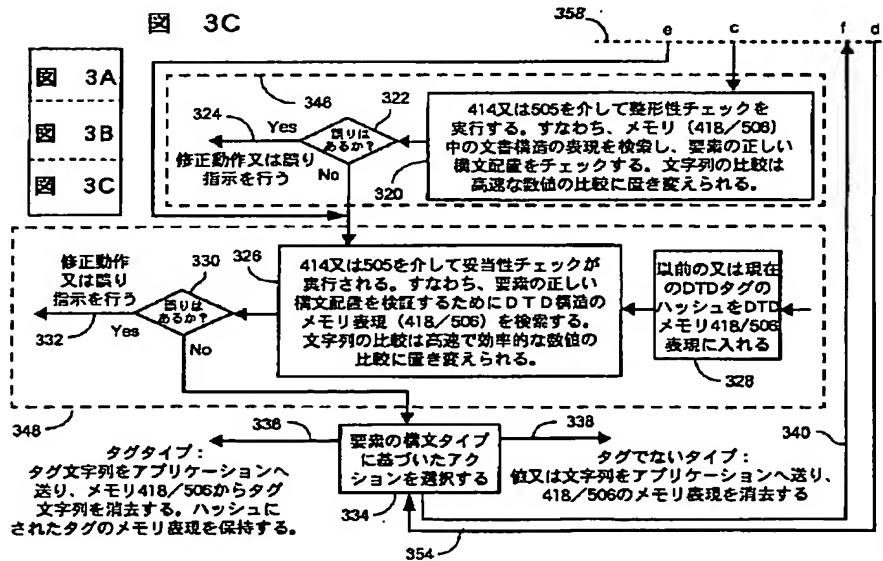 図 3C
358
e c f d
図 3A
図 3B
図 3C
346
324
Yes
322
誤りは
あるか?
修正動作又は誤り
指示を行う
No
320
414又は505を介して整形性チェックを
実行する。すなわち、メモリ(418/506)
中の文書構造の表現を検索し、要素の正しい
構文配置をチェックする。文字列の比較は
高速な数値の比較に置き変えられる。
修正動作
又は誤り
指示を行う
330
誤りは
あるか?
332
Yes
No
326
414又は505を介して妥当性チェックが
実行される。すなわち、要素の正しい
構文配置を検証するためにDTD構造の
メモリ表現(418/506)を検索する。
文字列の比較は高速で効率的な数値の
比較に置き変えられる。
以前の又は現在
のDTDタグの
ハッシュをDTD
メモリ418/506
表現に入れる
328
348
338
338
340
要素の構文タイプ
に基づいたアク
ションを選択する
334
タグタイプ:
タグ文字列をアプリケーションへ
送り、メモリ418/506からタグ
文字列を消去する。ハッシュに
されたタグのメモリ表現を保持する。
タグでないタイプ:
値又は文字列をアプリケーションへ送り、
418/506のメモリ表現を消去する
354